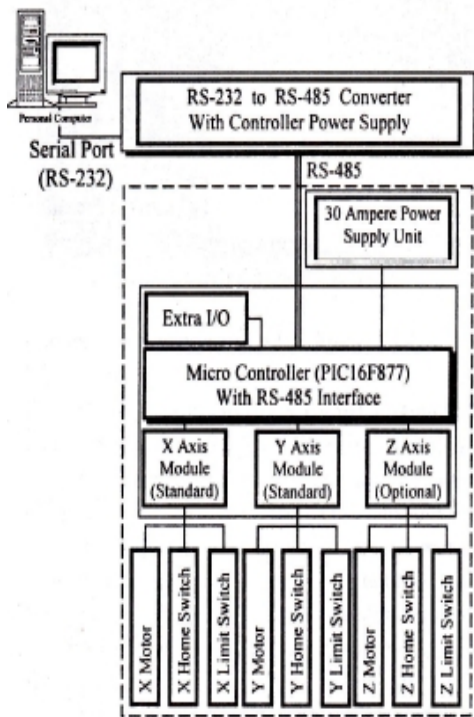 RS-232 to RS-485 Converter
With Controller Power Supply
Personal Computer
Serial Port
(RS-232)
RS-485
30 Ampere Power
Supply Unit
Extra I/O
Micro Controller (PIC16F877)
With RS-485 Interface
X Axis
Module
(Standard)
Y Axis
Module
(Standard)
Z Axis
Module
(Optional)
X Motor
X Home Switch
X Limit Switch
Y Motor
Y Home Switch
Y Limit Switch
Z Motor
Z Home Switch
Z Limit Switch